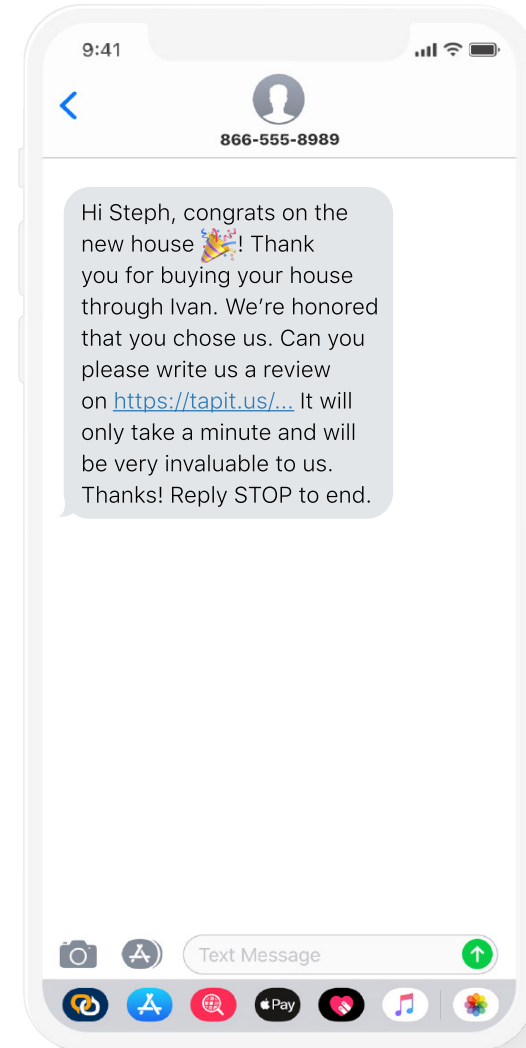 9:41
866-555-8989
Hi Steph, congrats on the
new house 🎉! Thank
you for buying your house
through Ivan. We’re honored
that you chose us. Can you
please write us a review
on https://tapit.us/... It will
only take a minute and will
be very invaluable to us.
Thanks! Reply STOP to end.
Text Message
Pay